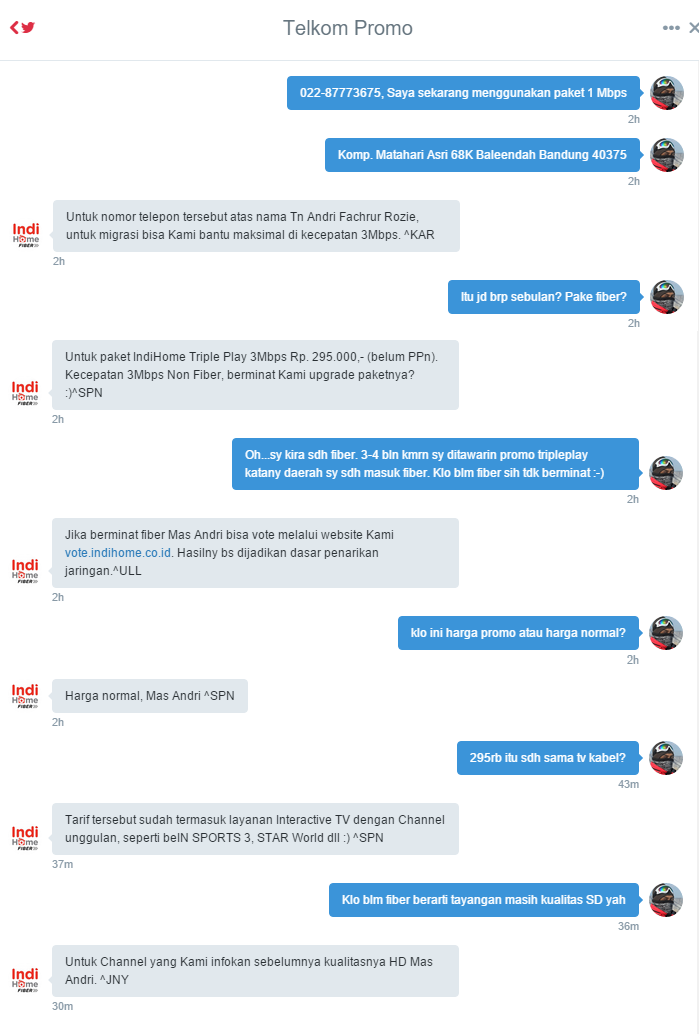 Telkom Promo
022-87773675, Saya sekarang menggunakan paket 1 Mbps
2h
Komp. Matahari Asri 68K Baleendah Bandung 40375
2h
Untuk nomor telepon tersebut atas nama Tn Andri Fachrur Rozie,
untuk migrasi bisa Kami bantu maksimal di kecepatan 3Mbps. ^KAR
Indi
Home
FIBER
2h
Itu jd brp sebulan? Pake fiber?
2h
Untuk paket IndiHome Triple Play 3Mbps Rp. 295.000,- (belum PPn).
Kecepatan 3Mbps Non Fiber, berminat Kami upgrade paketnya?
:)^SPN
Indi
Home
FIBER
2h
Oh...sy kira sdh fiber. 3-4 bln kmrn sy ditawarin promo tripleplay
katany daerah sy sdh masuk fiber. Klo blm fiber sih tdk berminat :-)
2h
Jika berminat fiber Mas Andri bisa vote melalui website Kami
vote.indihome.co.id. Hasilny bs dijadikan dasar penarikan
jaringan.^ULL
Indi
Home
FIBER
2h
klo ini harga promo atau harga normal?
2h
Harga normal, Mas Andri ^SPN
Indi
Home
FIBER
2h
295rb itu sdh sama tv kabel?
43m
Tarif tersebut sudah termasuk layanan Interactive TV dengan Channel
unggulan, seperti beIN SPORTS 3, STAR World dll :) ^SPN
Indi
Home
FIBER
37m
Klo blm fiber berarti tayangan masih kualitas SD yah
36m
Untuk Channel yang Kami infokan sebelumnya kualitasnya HD Mas
Andri. ^JNY
Indi
Home
FIBER
30m